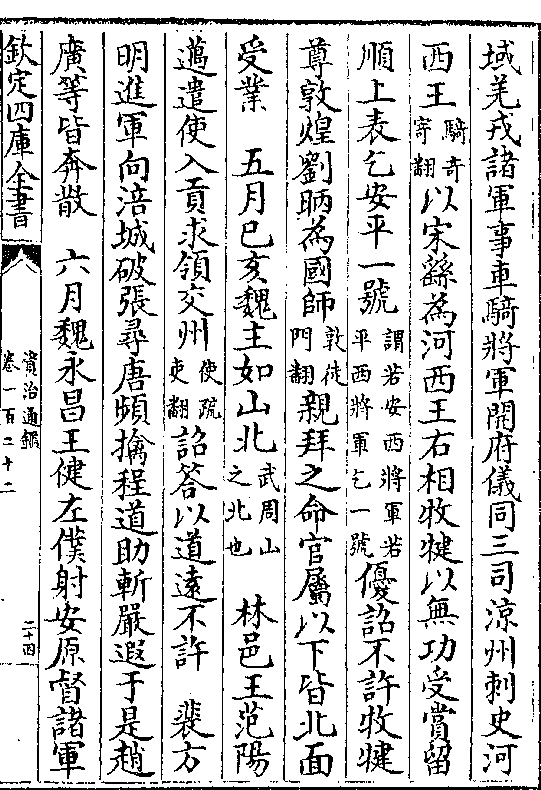 域羌戎諸軍事車騎將軍開府儀同三司涼州刺史河
西王騎奇寄翻以宋繇為河西王右相牧犍以無功受賞留
順上表乞安平一號謂若安西將軍若平西將軍乞一號優詔不許牧犍
尊敦煌劉昞為國師敦徒門翻親拜之命官屬以下皆北面
受業　五月己亥魏主如山北武周山之北也　林邑王范陽
邁遣使入貢求領交州使疏吏翻詔答以道遠不許　裴方
明進軍向涪城破張尋唐頻擒程道助斬嚴遐于是趙
廣等皆奔散　六月魏永昌王健左僕射安原督諸軍
欽定四庫全書
資治通鑑
卷一百二十二
二十四